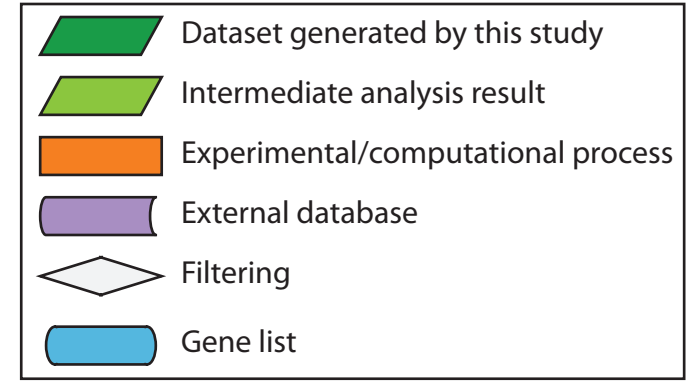 Dataset generated by this study
Intermediate analysis result
Experimental/computational process
External database
Filtering
Gene list